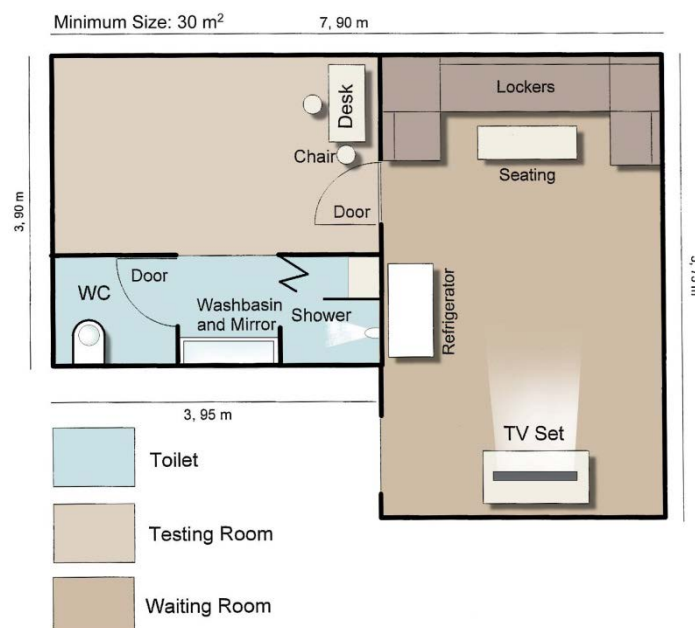 Minimum Size: 30 m²
7, 90 m
Lockers
Desk
Chair
Seating
Door
3, 90 m
WC
Door
Washbasin
and Mirror
Shower
Refrigerator
3, 95 m
TV Set
Toilet
Testing Room
Waiting Room